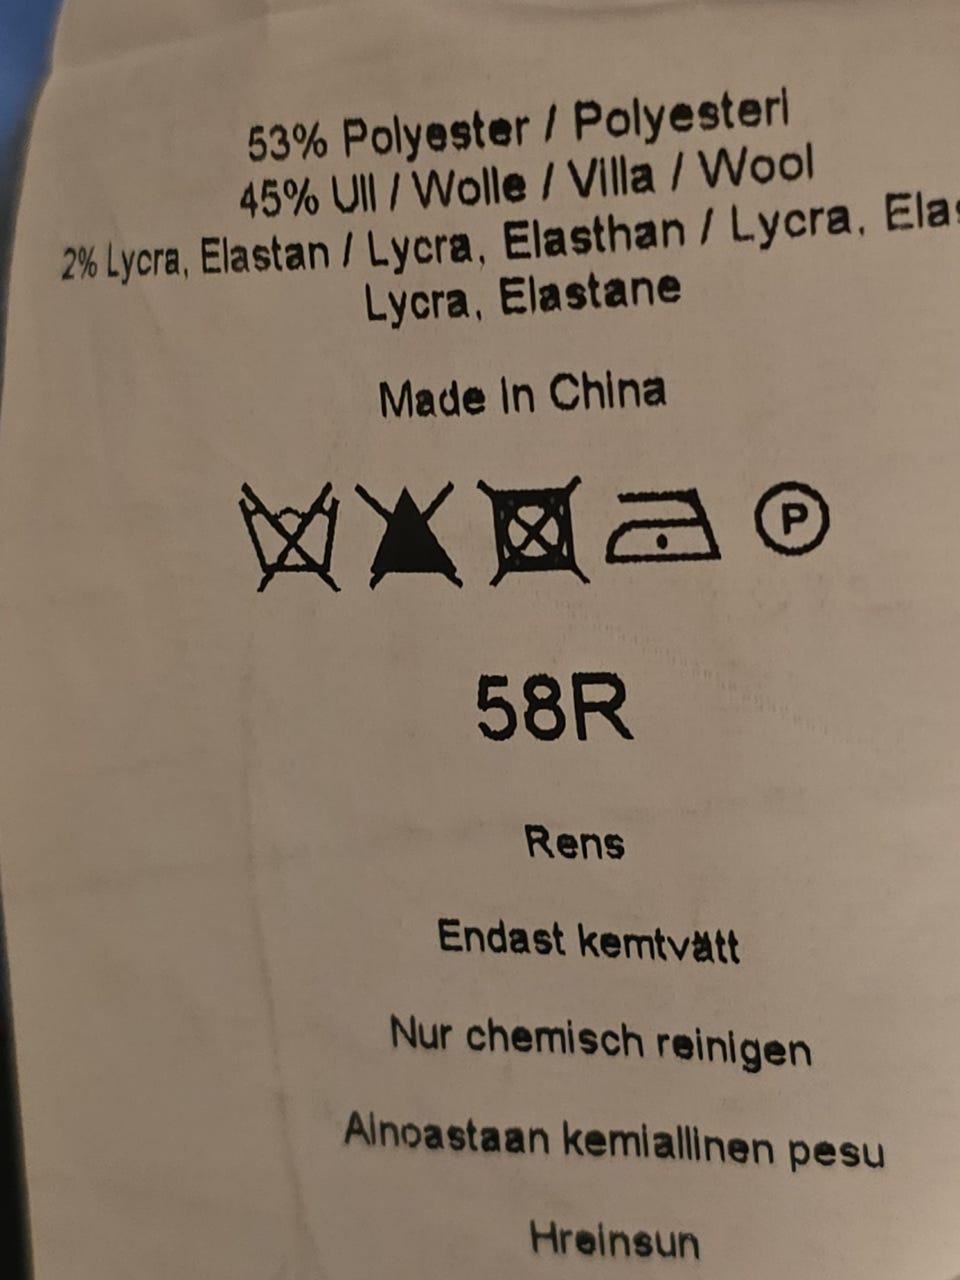 53% Polyester / Polyesteri
45% Ull / Wolle / Villa / Wool
2% Lycra, Elastan / Lycra, Elasthan / Lycra,
Lycra, Elastane
Made in China
P
58R
Rens
Endast kemtvätt
Nur chemisch reinigen
Ainoastaan kemiallinen pesu
Hreinsun